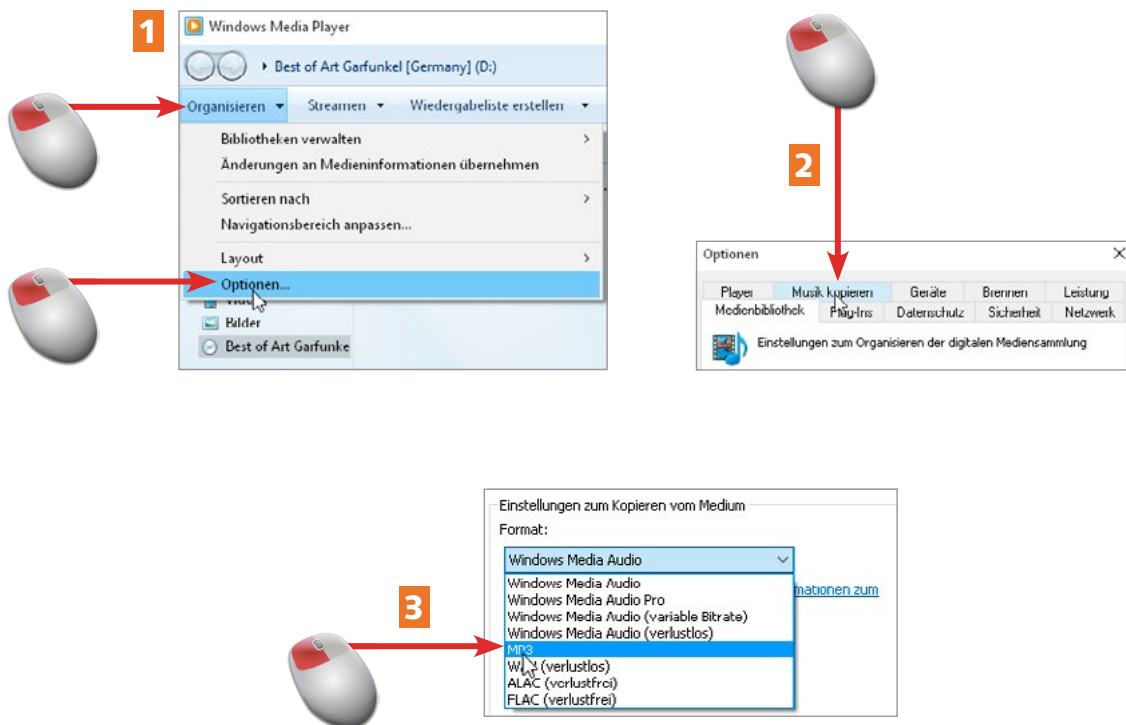 1
Windows Media Player
Best of Art Garfunkel [Germany] (D:)
Organisieren Streamen Wiedergabeliste erstellen
Bibliotheken verwalten
Änderungen an Medieninformationen übernehmen
Sortieren nach
Navigationsbereich anpassen...
Layout
Optionen...
Videos
Bilder
Best of Art Garfunke
2
Optionen
Player Musik kopieren Geräte Brennen Leistung
Medienbibliothek Plug-Ins Datenschutz Sicherheit Netzwerk
Einstellungen zum Organisieren der digitalen Mediensammlung
3
Einstellungen zum Kopieren vom Medium
Format:
Windows Media Audio
Windows Media Audio
mationen zum
Windows Media Audio Pro
Windows Media Audio (variable Bitrate)
Windows Media Audio (verlustlos)
MP3
WAV (verlustlos)
ALAC (verlustfrei)
FLAC (verlustfrei)